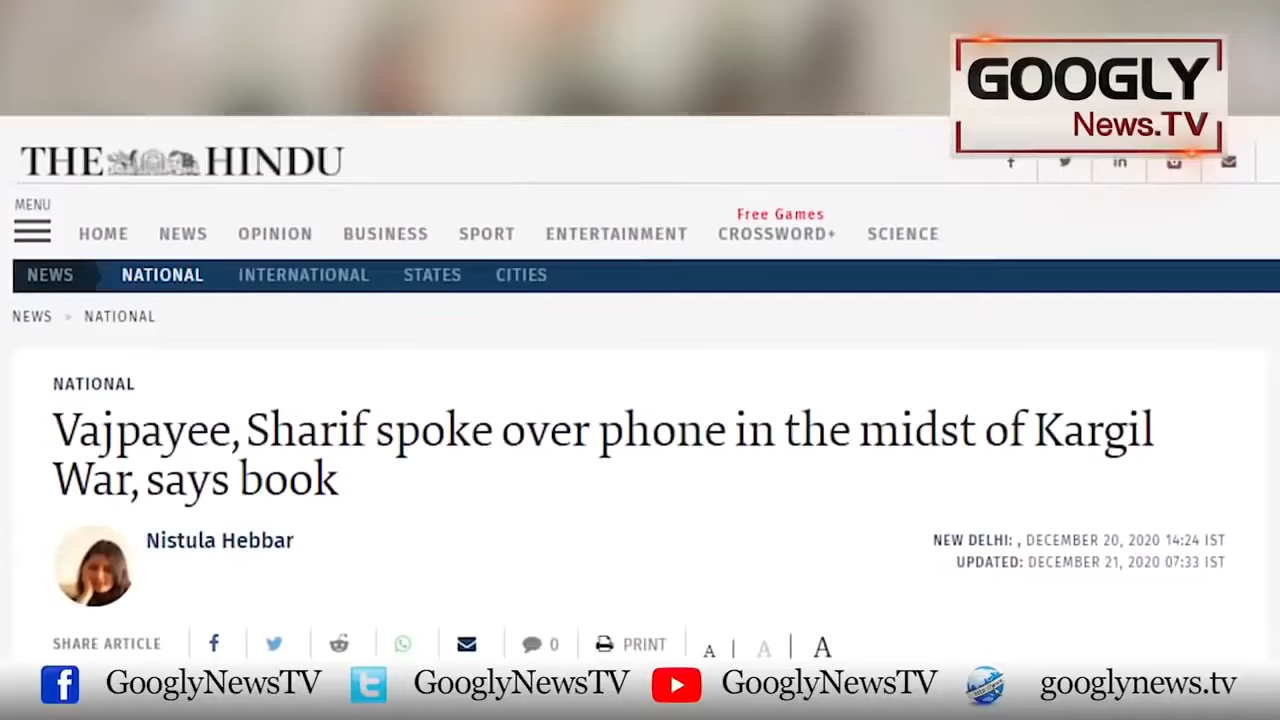 GOOGLY
News.TV
THE HINDU
MENU
Free Games
HOME NEWS OPINION BUSINESS SPORT ENTERTAINMENT CROSSWORD+ SCIENCE
NEWS NATIONAL INTERNATIONAL STATES CITIES
NEWS > NATIONAL
NATIONAL
Vajpayee, Sharif spoke over phone in the midst of Kargil
War, says book
Nistula Hebbar
NEW DELHI: , DECEMBER 20, 2020 14:24 IST
UPDATED: DECEMBER 21, 2020 07:33 IST
SHARE ARTICLE 0 PRINT A | A | A
GooglyNewsTV GooglyNewsTV GooglyNewsTV googlynews.tv